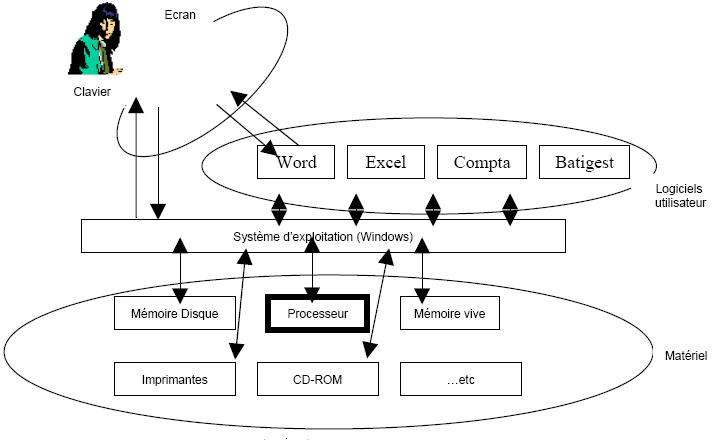 Ecran
Clavier
Word Excel Compta Batigest
Logiciels
utilisateur
Système d'exploitation (Windows)
Mémoire Disque Processeur Mémoire vive
Matériel
Imprimantes CD-ROM …etc